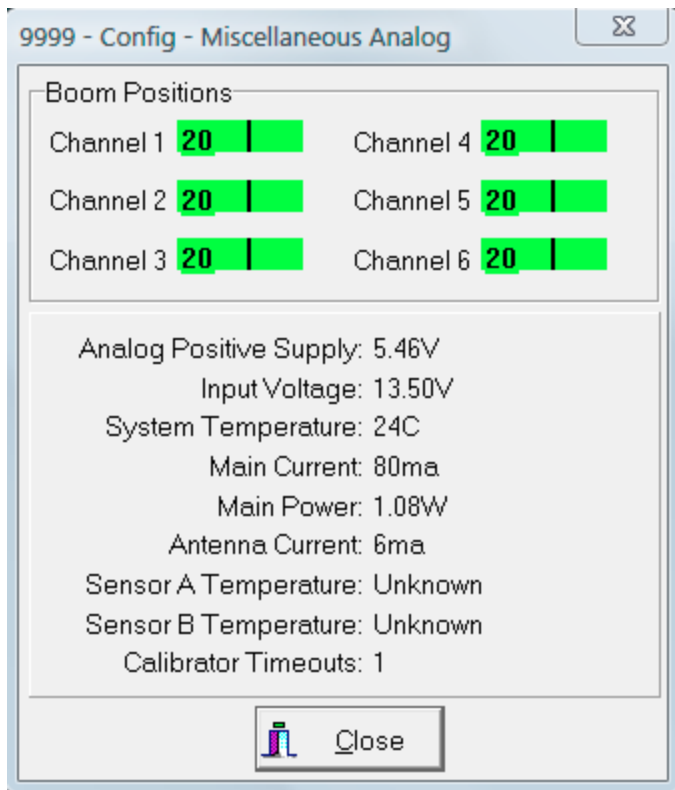 9999 - Config - Miscellaneous Analog
Boom Positions
Channel 1 20 Channel 4 20
Channel 2 20 Channel 5 20
Channel 3 20 Channel 6 20
Analog Positive Supply: 5.46V
Input Voltage: 13.50V
System Temperature: 24C
Main Current: 80ma
Main Power: 1.08W
Antenna Current: 6ma
Sensor A Temperature: Unknown
Sensor B Temperature: Unknown
Calibrator Timeouts: 1
Close